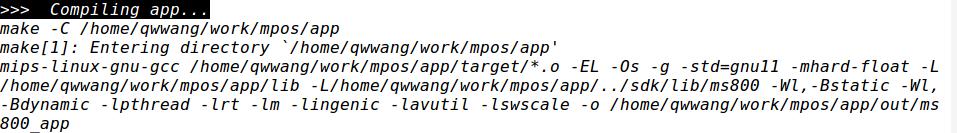 >>>  Compiling app...
make -C /home/qwwang/work/mpos/app
make[1]: Entering directory `/home/qwwang/work/mpos/app'
mips-linux-gnu-gcc /home/qwwang/work/mpos/app/target/*.o -EL -Os -g -std=gnu11 -mhard-float -L
/home/qwwang/work/mpos/app/lib -L/home/qwwang/work/mpos/app/../sdk/lib/ms800 -Wl,-Bstatic -Wl,
-Bdynamic -lpthread -lrt -lm -lingenic -lavutil -lswscale -o /home/qwwang/work/mpos/app/out/ms
800_app